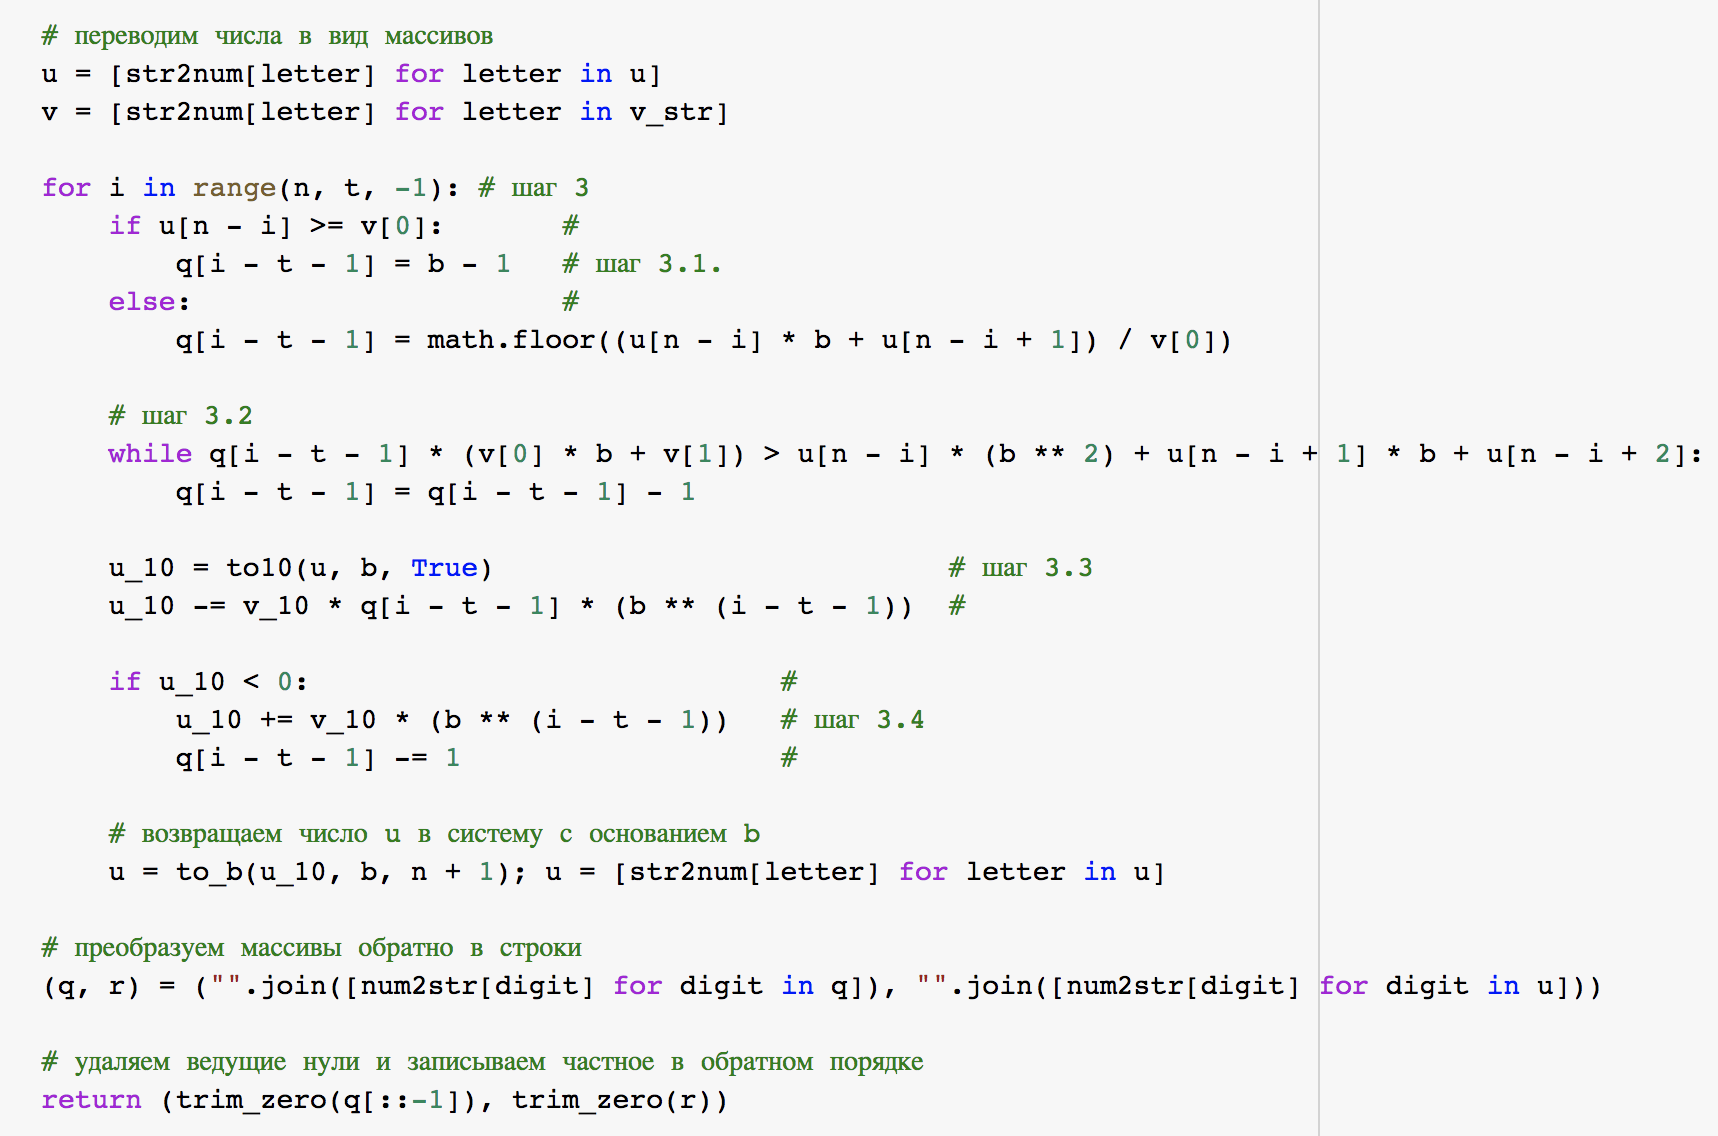 # переводим числа в вид массивов
u = [str2num[letter] for letter in u]
v = [str2num[letter] for letter in v_str]
for i in range(n, t, -1): # шаг 3
if u[n - i] >= v[0]: #
q[i - t - 1] = b - 1 # шаг 3.1.
else: #
q[i - t - 1] = math.floor((u[n - i] * b + u[n - i + 1]) / v[0])
# шаг 3.2
while q[i - t - 1] * (v[0] * b + v[1]) > u[n - i] * (b ** 2) + u[n - i + 1] * b + u[n - i + 2]:
q[i - t - 1] = q[i - t - 1] - 1
u_10 = to10(u, b, True) # шаг 3.3
u_10 -= v_10 * q[i - t - 1] * (b ** (i - t - 1)) #
if u_10 < 0: #
u_10 += v_10 * (b ** (i - t - 1)) # шаг 3.4
q[i - t - 1] -= 1 #
# возвращаем число u в систему с основанием b
u = to_b(u_10, b, n + 1); u = [str2num[letter] for letter in u]
# преобразуем массивы обратно в строки
(q, r) = ("".join([num2str[digit] for digit in q]), "".join([num2str[digit] for digit in u]))
# удаляем ведущие нули и записываем частное в обратном порядке
return (trim_zero(q[::-1]), trim_zero(r))